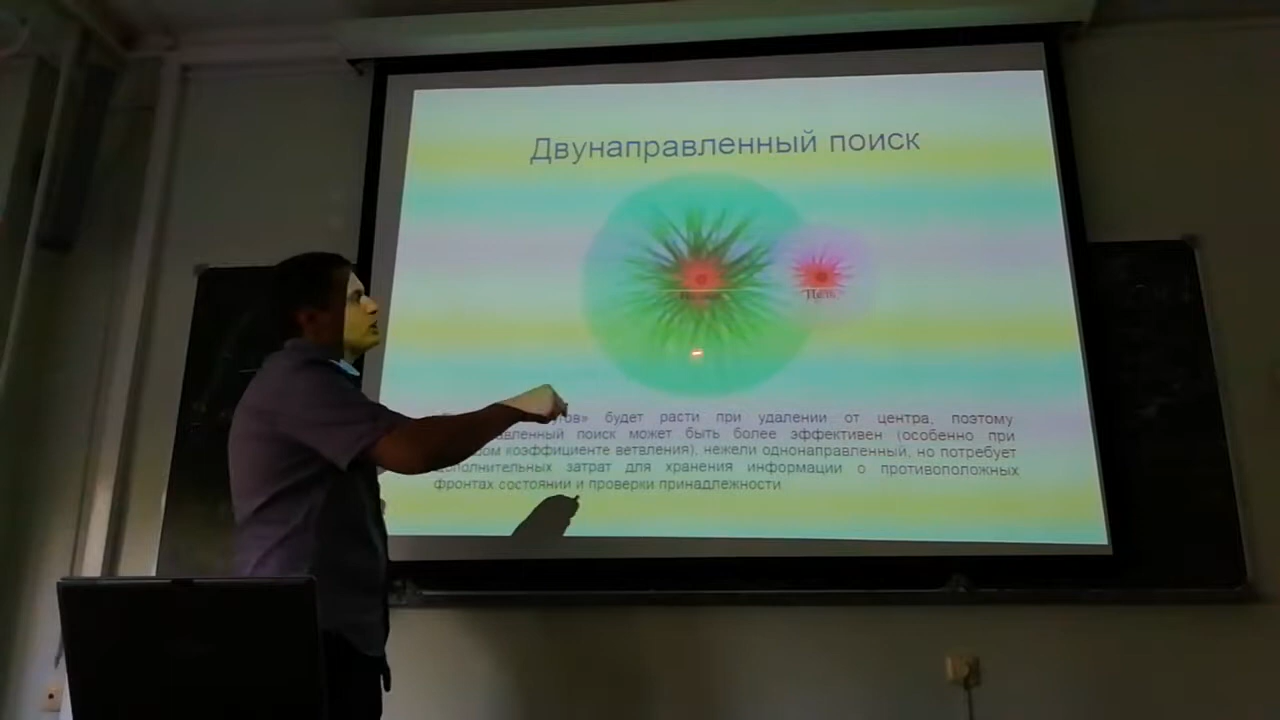 Двунаправленный поиск
Цель
будет расти при удалении от центра, поэтому
поиск может быть более эффективен (особенно при
коэффициенте ветвления), нежели однонаправленный, но потребует
дополнительных затрат для хранения информации о противоположных
фронтах состоянии и проверки принадлежности